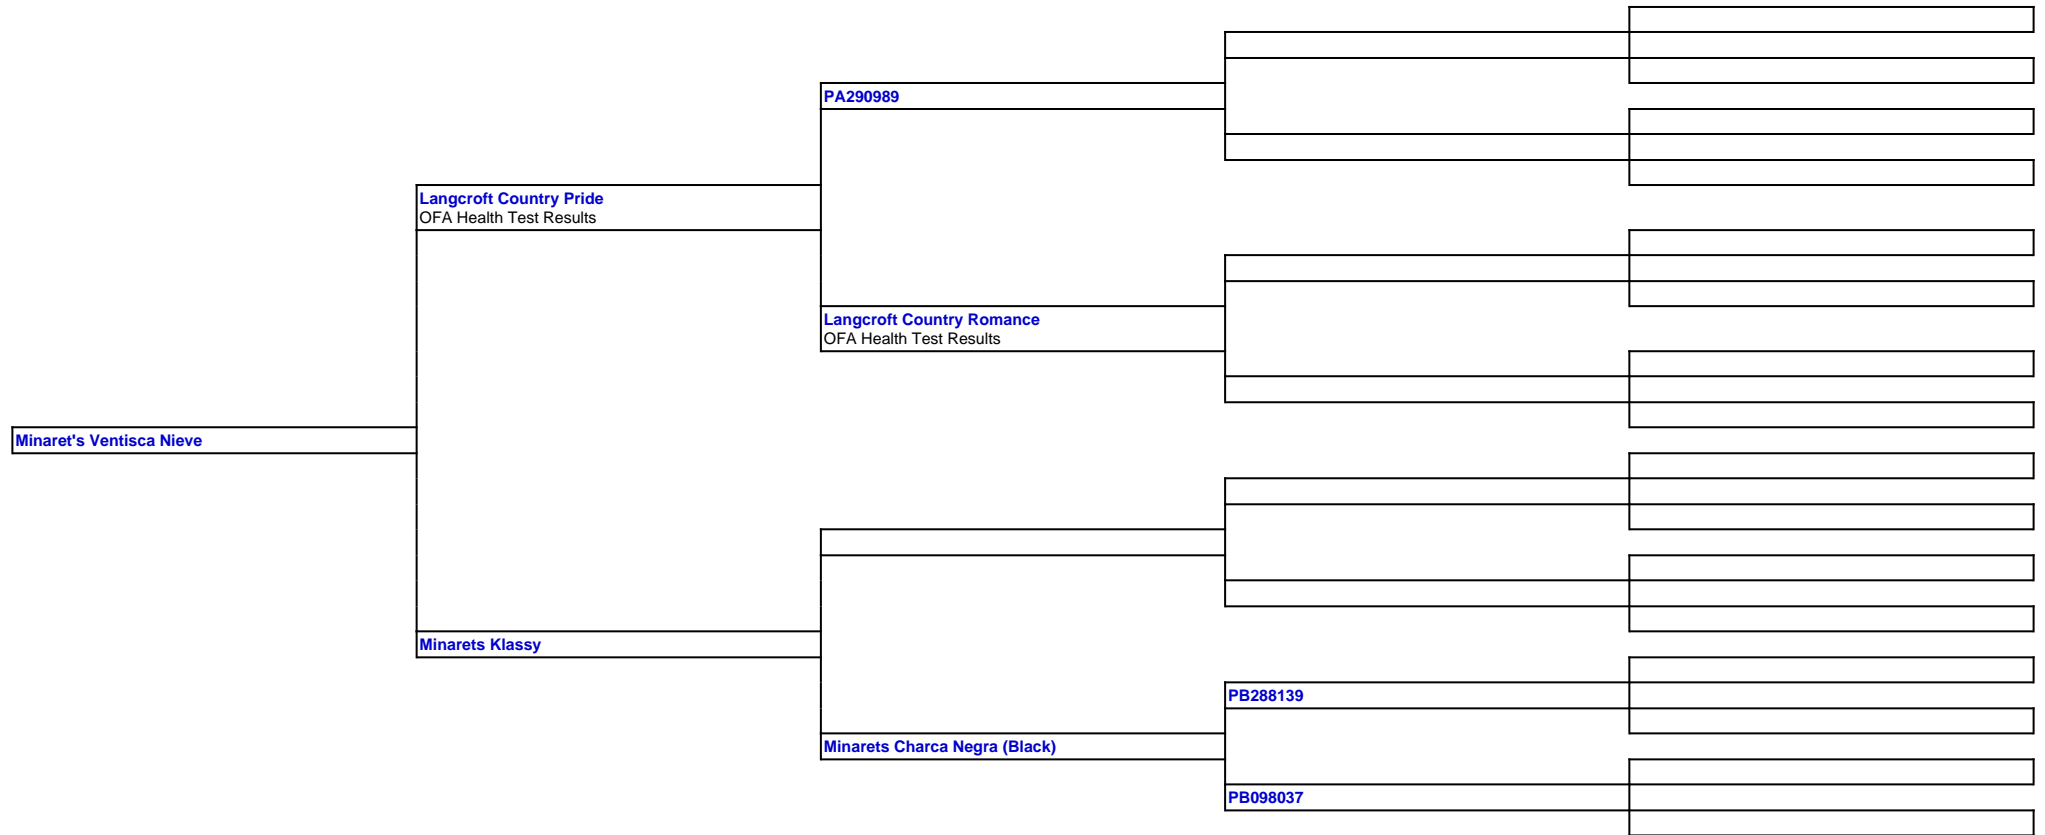 PA290989
Langcroft Country Pride
OFA Health Test Results
Langcroft Country Romance
OFA Health Test Results
Minaret's Ventisca Nieve
Minarets Klassy
PB288139
Minarets Charca Negra (Black)
PB098037